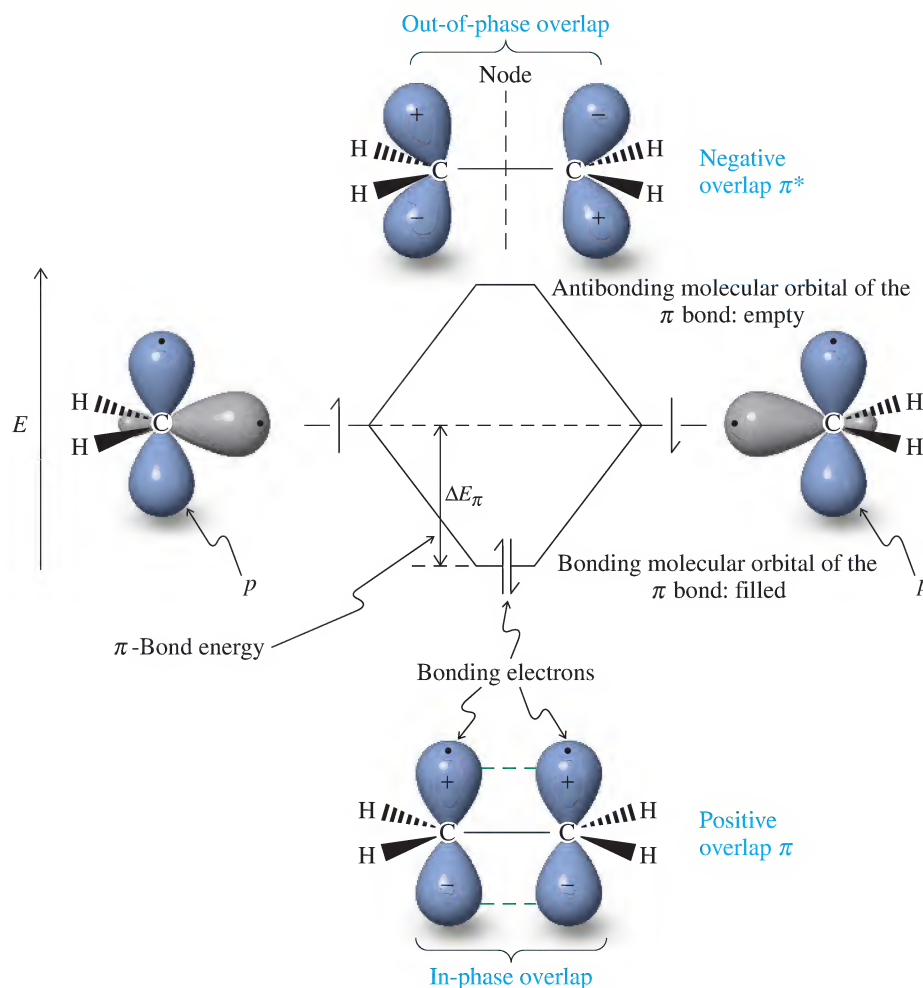 Out-of-phase overlap
Node
+
−
H
H
C
C
H
H
−
+
Negative
overlap π*
Antibonding molecular orbital of the
π bond: empty
E
H
H
C
C
H
H
ΔEπ
p
p
Bonding molecular orbital of the
π bond: filled
π-Bond energy
Bonding electrons
+
+
H
H
C
C
H
H
−
−
Positive
overlap π
In-phase overlap